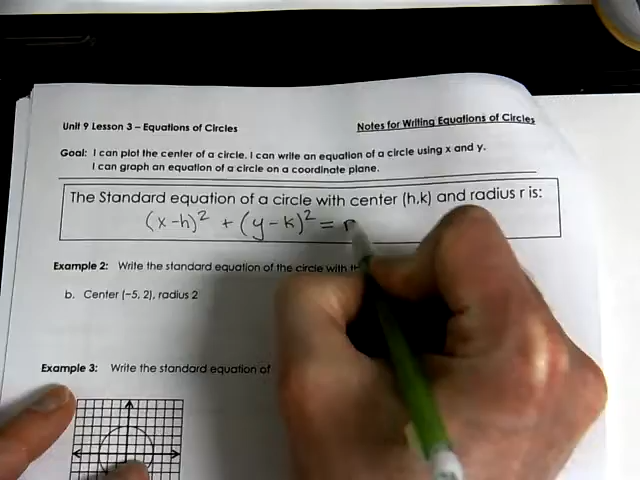 Unit 9 Lesson 3 – Equations of Circles
Notes for Writing Equations of Circles
Goal: I can plot the center of a circle. I can write an equation of a circle using x and y.
I can graph an equation of a circle on a coordinate plane.
The Standard equation of a circle with center (h,k) and radius r is:
(x-h)² + (y-k)² = r
Example 2: Write the standard equation of the circle with
b. Center (−5, 2), radius 2
Example 3: Write the standard equation of